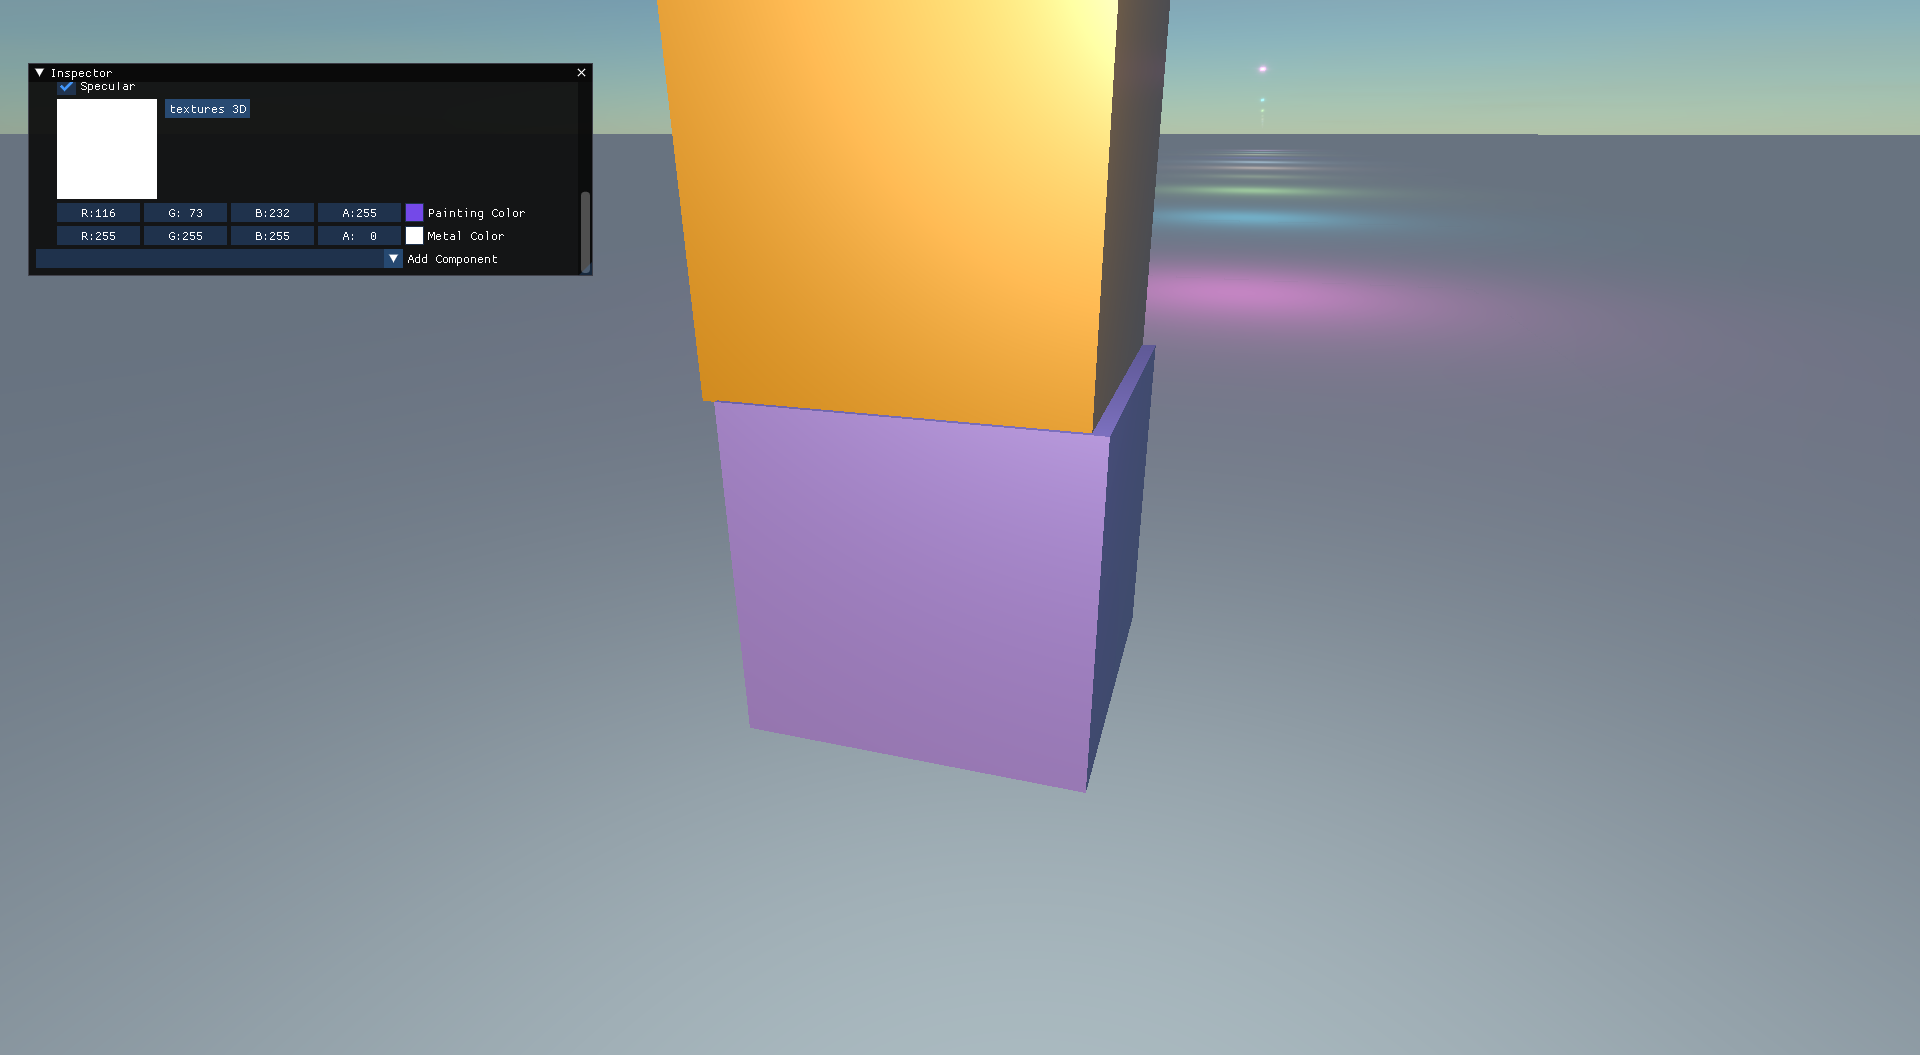 Inspector
Specular
textures 3D
R:116 G: 73 B:232 A:255 Painting Color
R:255 G:255 B:255 A: 0 Metal Color
Add Component